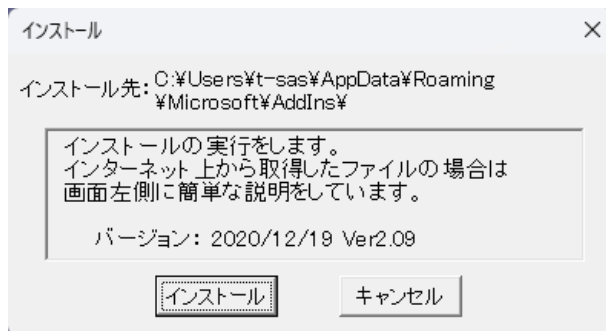 インストール
インストール先: C:¥Users¥t-sas¥AppData¥Roaming
¥Microsoft¥AddIns¥
インストールの実行をします。
インターネット上から取得したファイルの場合は
画面左側に簡単な説明をしています。
バージョン: 2020/12/19 Ver2.09
インストール
キャンセル